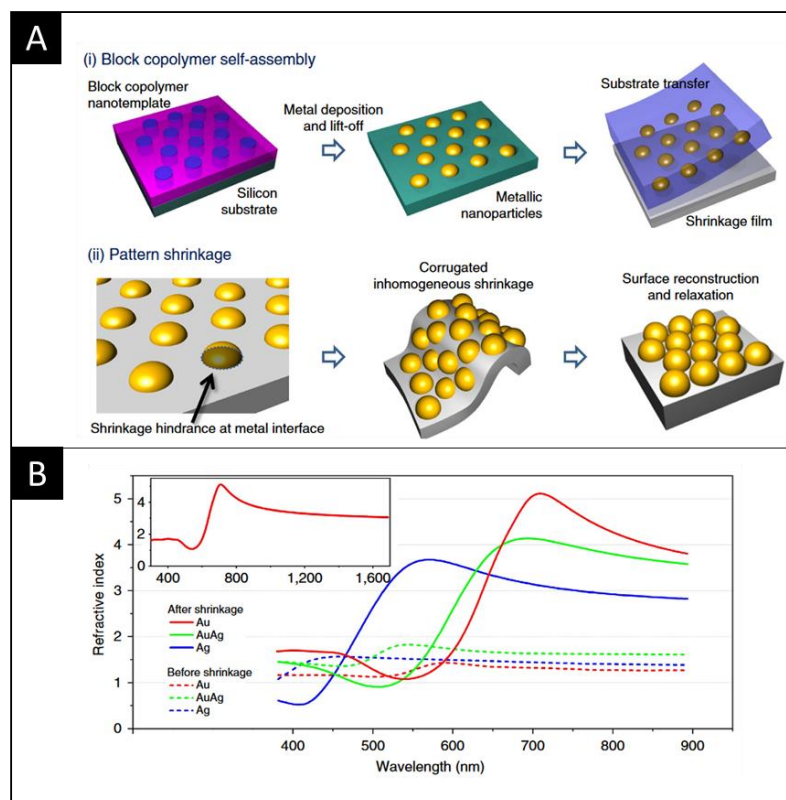 A
(i) Block copolymer self-assembly
Block copolymer
nanotemplate
Silicon
substrate
Metal deposition
and lift-off
Metallic
nanoparticles
Substrate transfer
Shrinkage film
(ii) Pattern shrinkage
Shrinkage hindrance at metal interface
Corrugated
inhomogeneous shrinkage
Surface reconstruction
and relaxation
B
Refractive index
5
4
3
2
1
0
4
2
0
400 800 1,200 1,600
After shrinkage
Au
AuAg
Ag
Before shrinkage
Au
AuAg
Ag
400 500 600 700 800 900
Wavelength (nm)